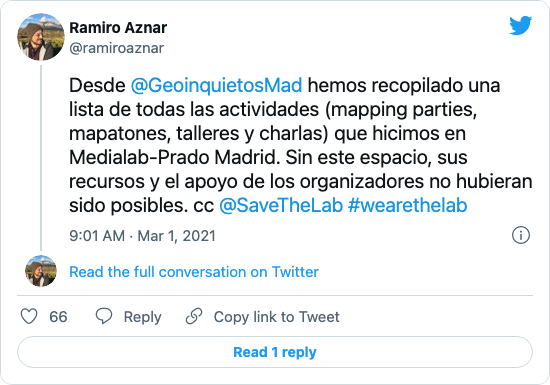 Ramiro Aznar
@ramiroaznar
Desde @GeoinquietosMad hemos recopilado una
lista de todas las actividades (mapping parties,
mapatones, talleres y charlas) que hicimos en
Medialab-Prado Madrid. Sin este espacio, sus
recursos y el apoyo de los organizadores no hubieran
sido posibles. cc @SaveTheLab #wearethelab
9:01 AM · Mar 1, 2021
Read the full conversation on Twitter
66 Reply Copy link to Tweet
Read 1 reply